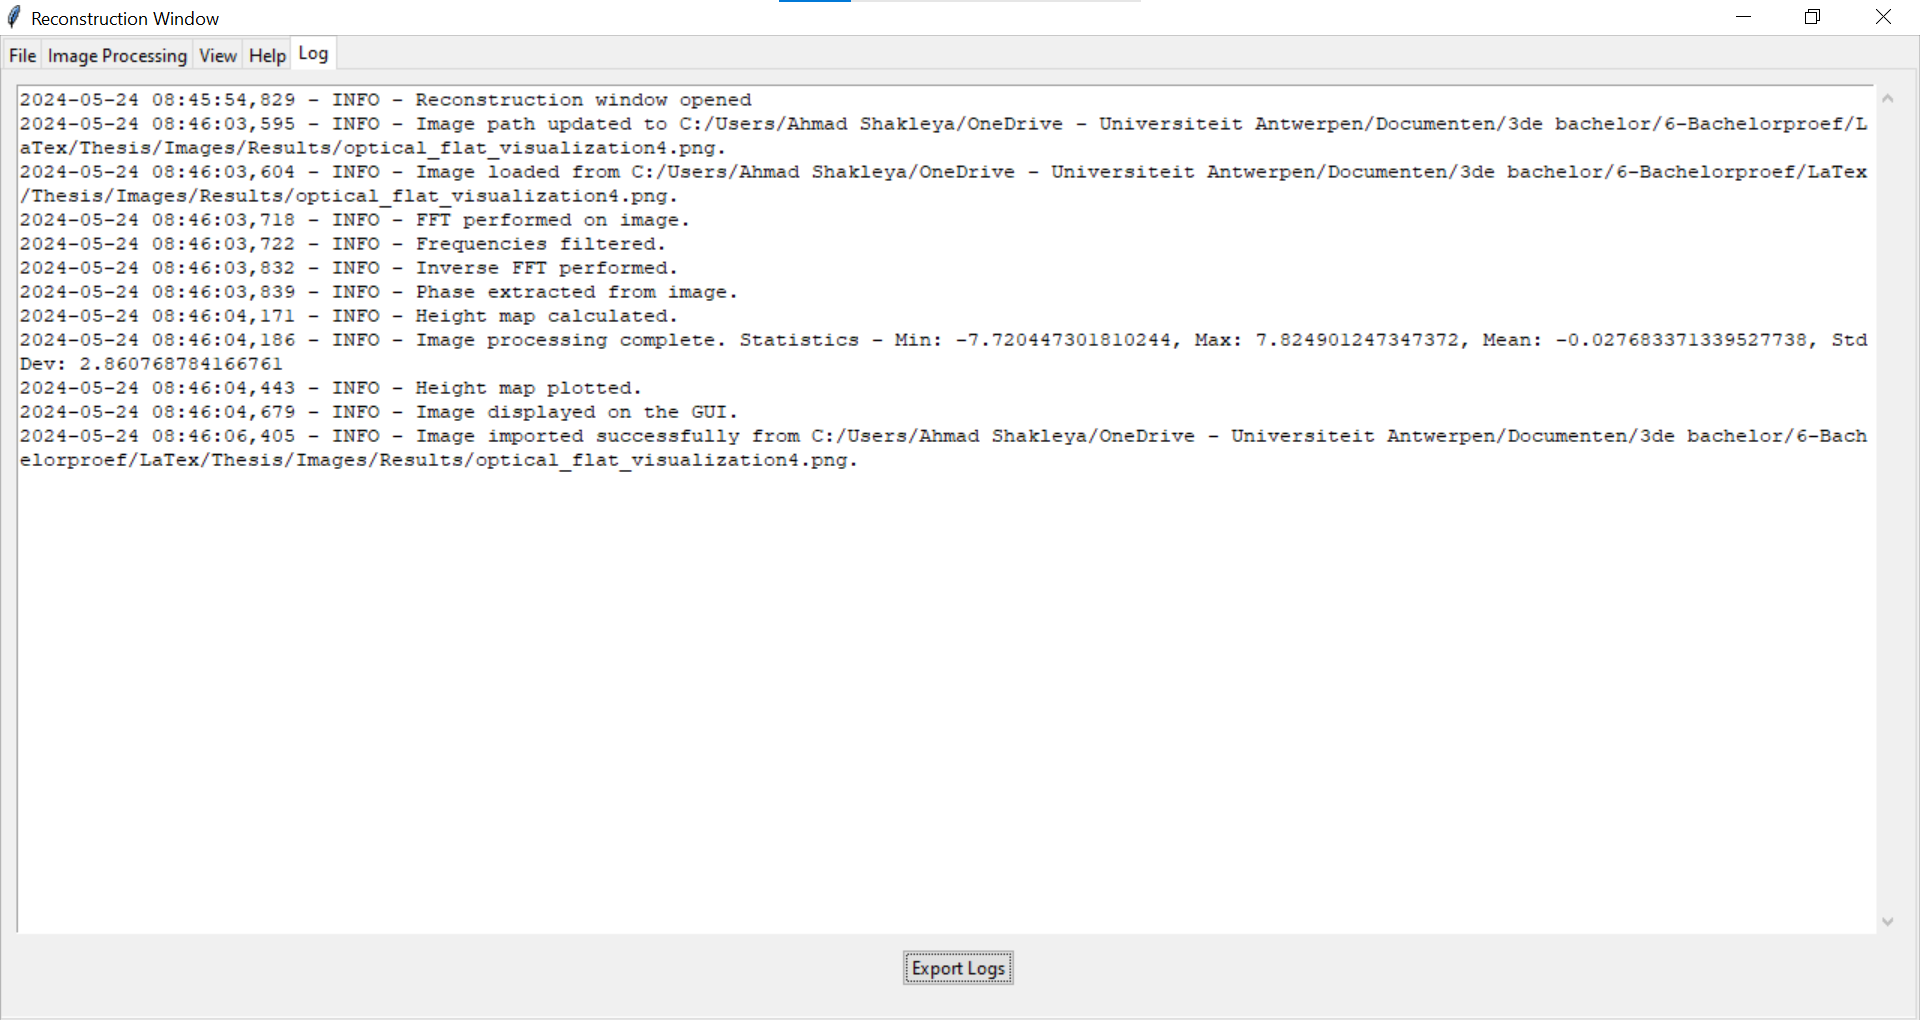 Reconstruction Window
File Image Processing View Help Log
2024-05-24 08:45:54,829 - INFO - Reconstruction window opened
2024-05-24 08:46:03,595 - INFO - Image path updated to C:/Users/Ahmad Shakleya/OneDrive - Universiteit Antwerpen/Documenten/3de bachelor/6-Bachelorproef/L
aTex/Thesis/Images/Results/optical_flat_visualization4.png.
2024-05-24 08:46:03,604 - INFO - Image loaded from C:/Users/Ahmad Shakleya/OneDrive - Universiteit Antwerpen/Documenten/3de bachelor/6-Bachelorproef/LaTex
/Thesis/Images/Results/optical_flat_visualization4.png.
2024-05-24 08:46:03,718 - INFO - FFT performed on image.
2024-05-24 08:46:03,722 - INFO - Frequencies filtered.
2024-05-24 08:46:03,832 - INFO - Inverse FFT performed.
2024-05-24 08:46:03,839 - INFO - Phase extracted from image.
2024-05-24 08:46:04,171 - INFO - Height map calculated.
2024-05-24 08:46:04,186 - INFO - Image processing complete. Statistics - Min: -7.720447301810244, Max: 7.824901247347372, Mean: -0.027683371339527738, Std
Dev: 2.860768784166761
2024-05-24 08:46:04,443 - INFO - Height map plotted.
2024-05-24 08:46:04,679 - INFO - Image displayed on the GUI.
2024-05-24 08:46:06,405 - INFO - Image imported successfully from C:/Users/Ahmad Shakleya/OneDrive - Universiteit Antwerpen/Documenten/3de bachelor/6-Bach
elorproef/LaTex/Thesis/Images/Results/optical_flat_visualization4.png.
Export Logs